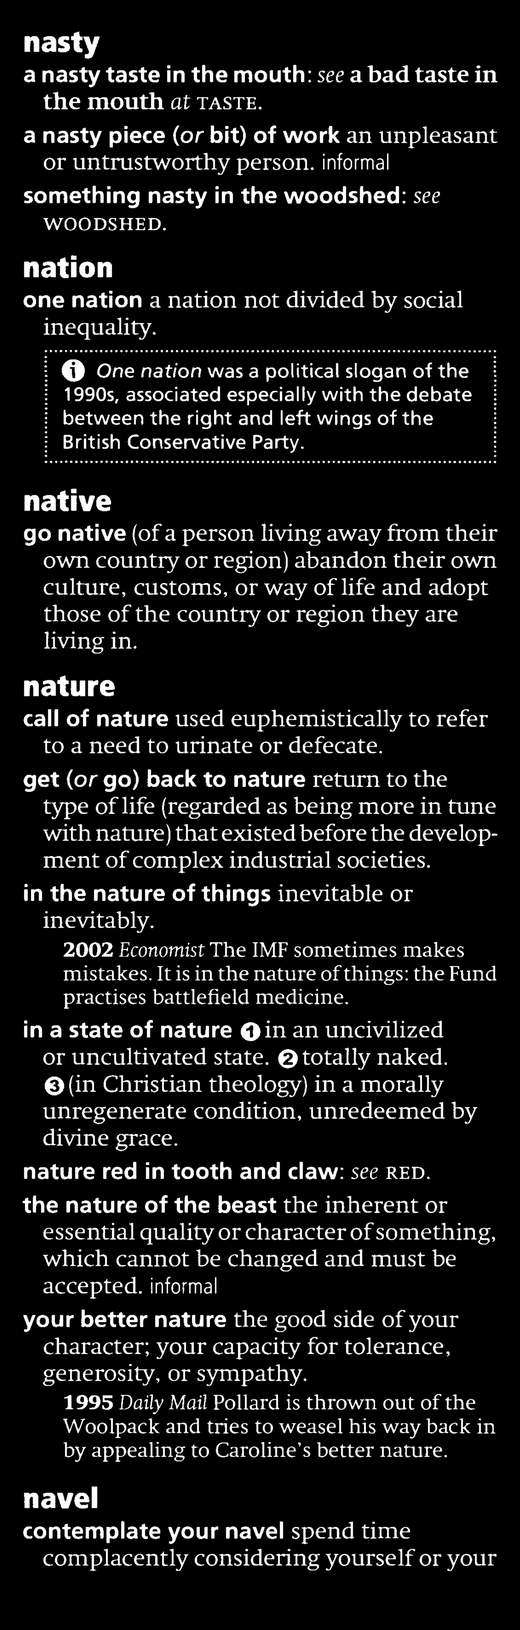 nasty
a nasty taste in the mouth: see a bad taste in
the mouth at TASTE.
a nasty piece (or bit) of work an unpleasant
or untrustworthy person. informal
something nasty in the woodshed: see
WOODSHED.
nation
one nation a nation not divided by social
inequality.
i One nation was a political slogan of the
1990s, associated especially with the debate
between the right and left wings of the
British Conservative Party.
native
go native (of a person living away from their
own country or region) abandon their own
culture, customs, or way of life and adopt
those of the country or region they are
living in.
nature
call of nature used euphemistically to refer
to a need to urinate or defecate.
get (or go) back to nature return to the
type of life (regarded as being more in tune
with nature) that existed before the develop-
ment of complex industrial societies.
in the nature of things inevitable or
inevitably.
2002 Economist The IMF sometimes makes
mistakes. It is in the nature of things: the Fund
practises battlefield medicine.
in a state of nature ❶ in an uncivilized
or uncultivated state. ❷ totally naked.
❸ (in Christian theology) in a morally
unregenerate condition, unredeemed by
divine grace.
nature red in tooth and claw: see RED.
the nature of the beast the inherent or
essential quality or character of something,
which cannot be changed and must be
accepted. informal
your better nature the good side of your
character; your capacity for tolerance,
generosity, or sympathy.
1995 Daily Mail Pollard is thrown out of the
Woolpack and tries to weasel his way back in
by appealing to Caroline's better nature.
navel
contemplate your navel spend time
complacently considering yourself or your